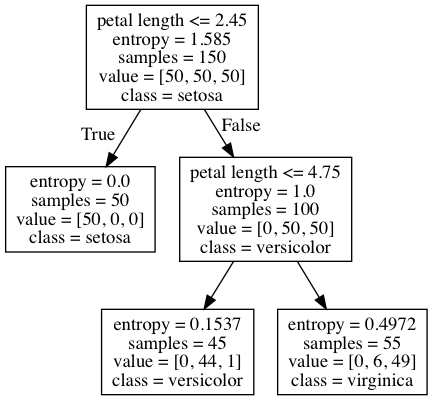 petal length <= 2.45
entropy = 1.585
samples = 150
value = [50, 50, 50]
class = setosa
True
False
entropy = 0.0
samples = 50
value = [50, 0, 0]
class = setosa
petal length <= 4.75
entropy = 1.0
samples = 100
value = [0, 50, 50]
class = versicolor
entropy = 0.1537
samples = 45
value = [0, 44, 1]
class = versicolor
entropy = 0.4972
samples = 55
value = [0, 6, 49]
class = virginica